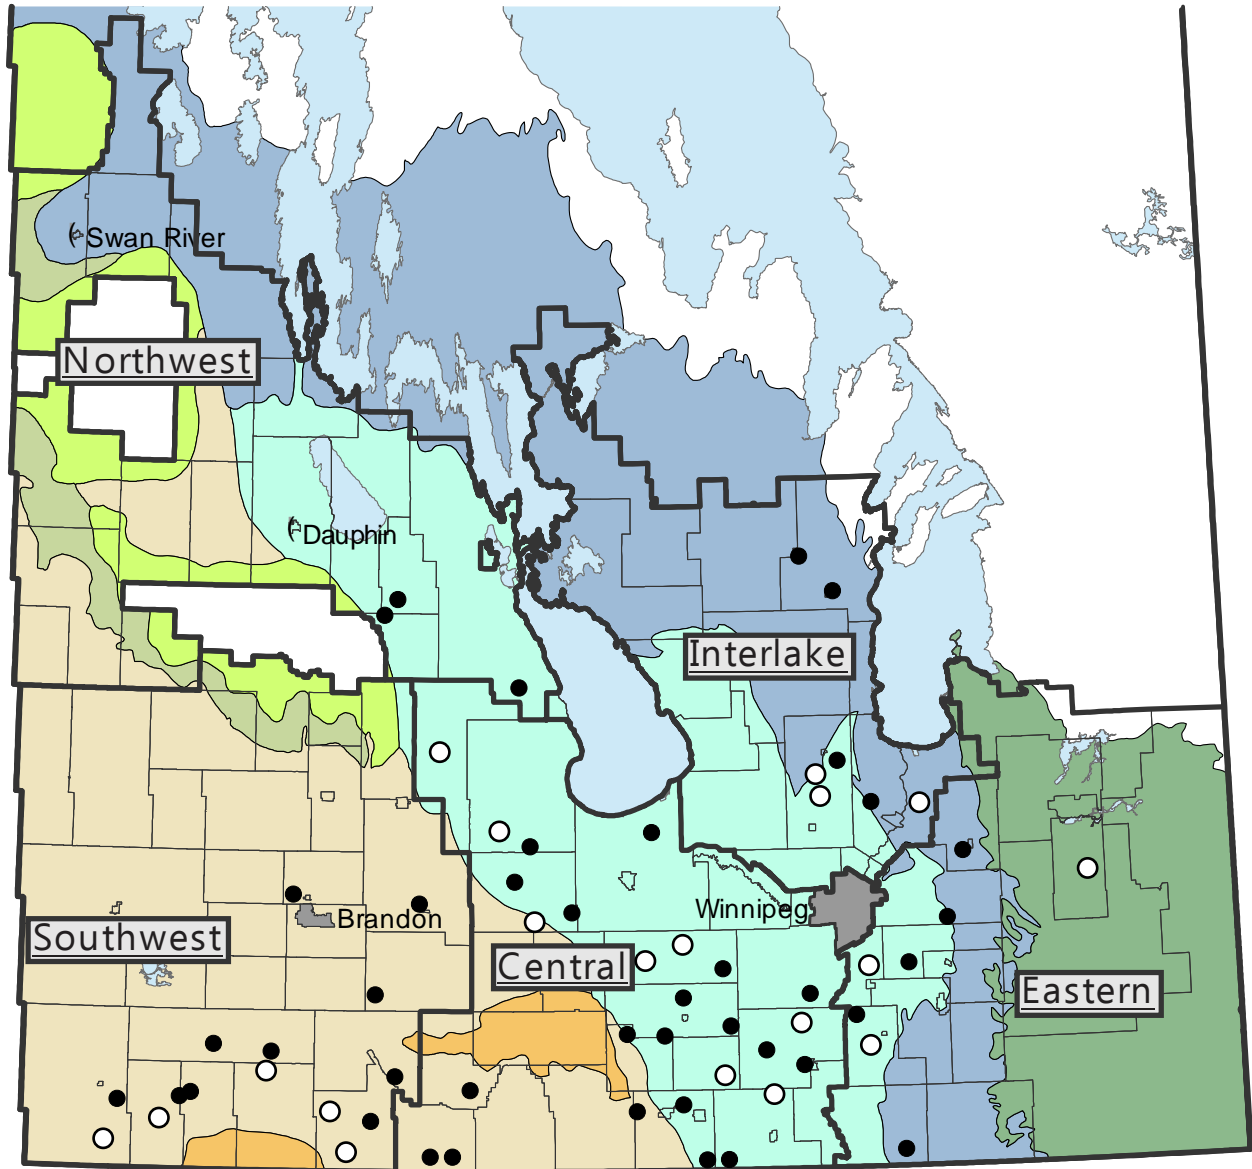 Swan River
Northwest
Dauphin
Interlake
Winnipeg
Brandon
Southwest
Central
Eastern